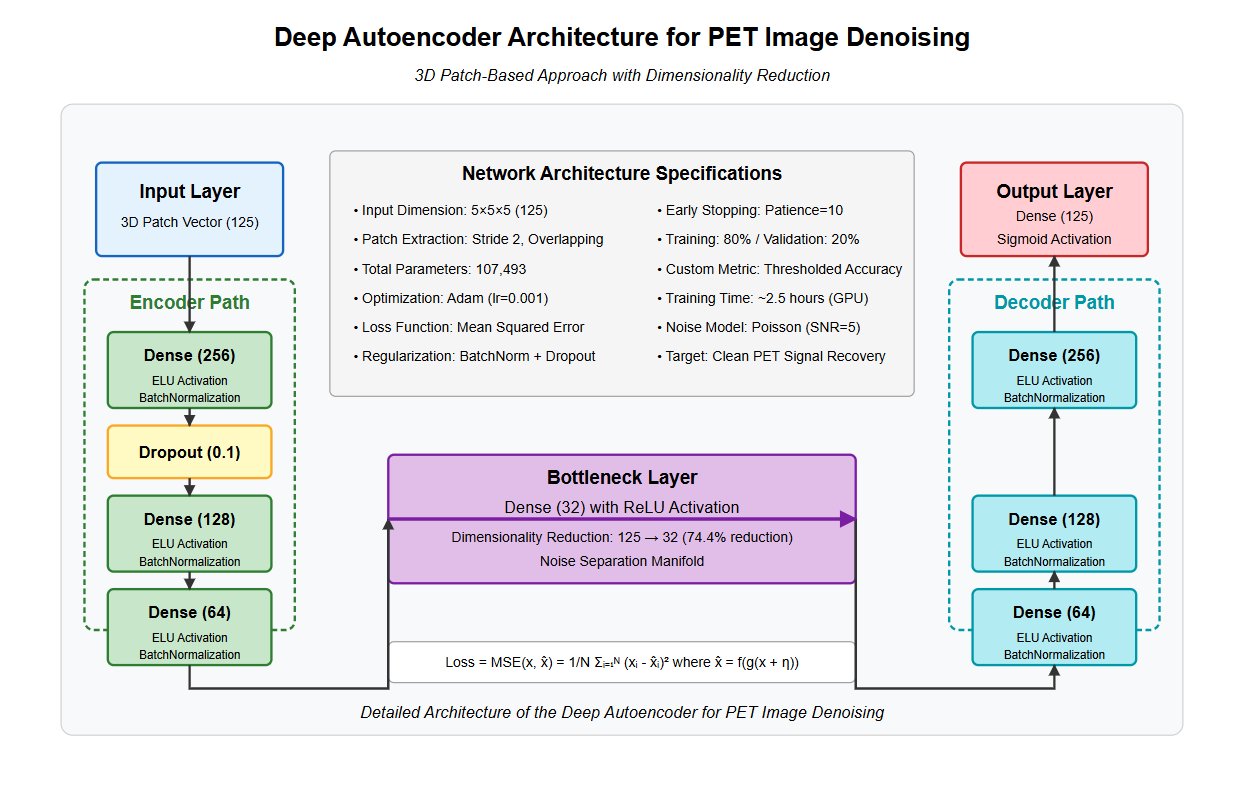 Deep Autoencoder Architecture for PET Image Denoising
3D Patch-Based Approach with Dimensionality Reduction
Input Layer
3D Patch Vector (125)
Encoder Path
Dense (256)
ELU Activation
BatchNormalization
Dropout (0.1)
Dense (128)
ELU Activation
BatchNormalization
Dense (64)
ELU Activation
BatchNormalization
Network Architecture Specifications
• Input Dimension: 5×5×5 (125)
• Patch Extraction: Stride 2, Overlapping
• Total Parameters: 107,493
• Optimization: Adam (lr=0.001)
• Loss Function: Mean Squared Error
• Regularization: BatchNorm + Dropout
• Early Stopping: Patience=10
• Training: 80% / Validation: 20%
• Custom Metric: Thresholded Accuracy
• Training Time: ~2.5 hours (GPU)
• Noise Model: Poisson (SNR=5)
• Target: Clean PET Signal Recovery
Bottleneck Layer
Dense (32) with ReLU Activation
Dimensionality Reduction: 125 → 32 (74.4% reduction)
Noise Separation Manifold
Loss = MSE(x, x̂) = 1/N Σᵢ₌₁ᴺ (xᵢ - x̂ᵢ)² where x̂ = f(g(x + η))
Output Layer
Dense (125)
Sigmoid Activation
Decoder Path
Dense (256)
ELU Activation
BatchNormalization
Dense (128)
ELU Activation
BatchNormalization
Dense (64)
ELU Activation
BatchNormalization
Detailed Architecture of the Deep Autoencoder for PET Image Denoising